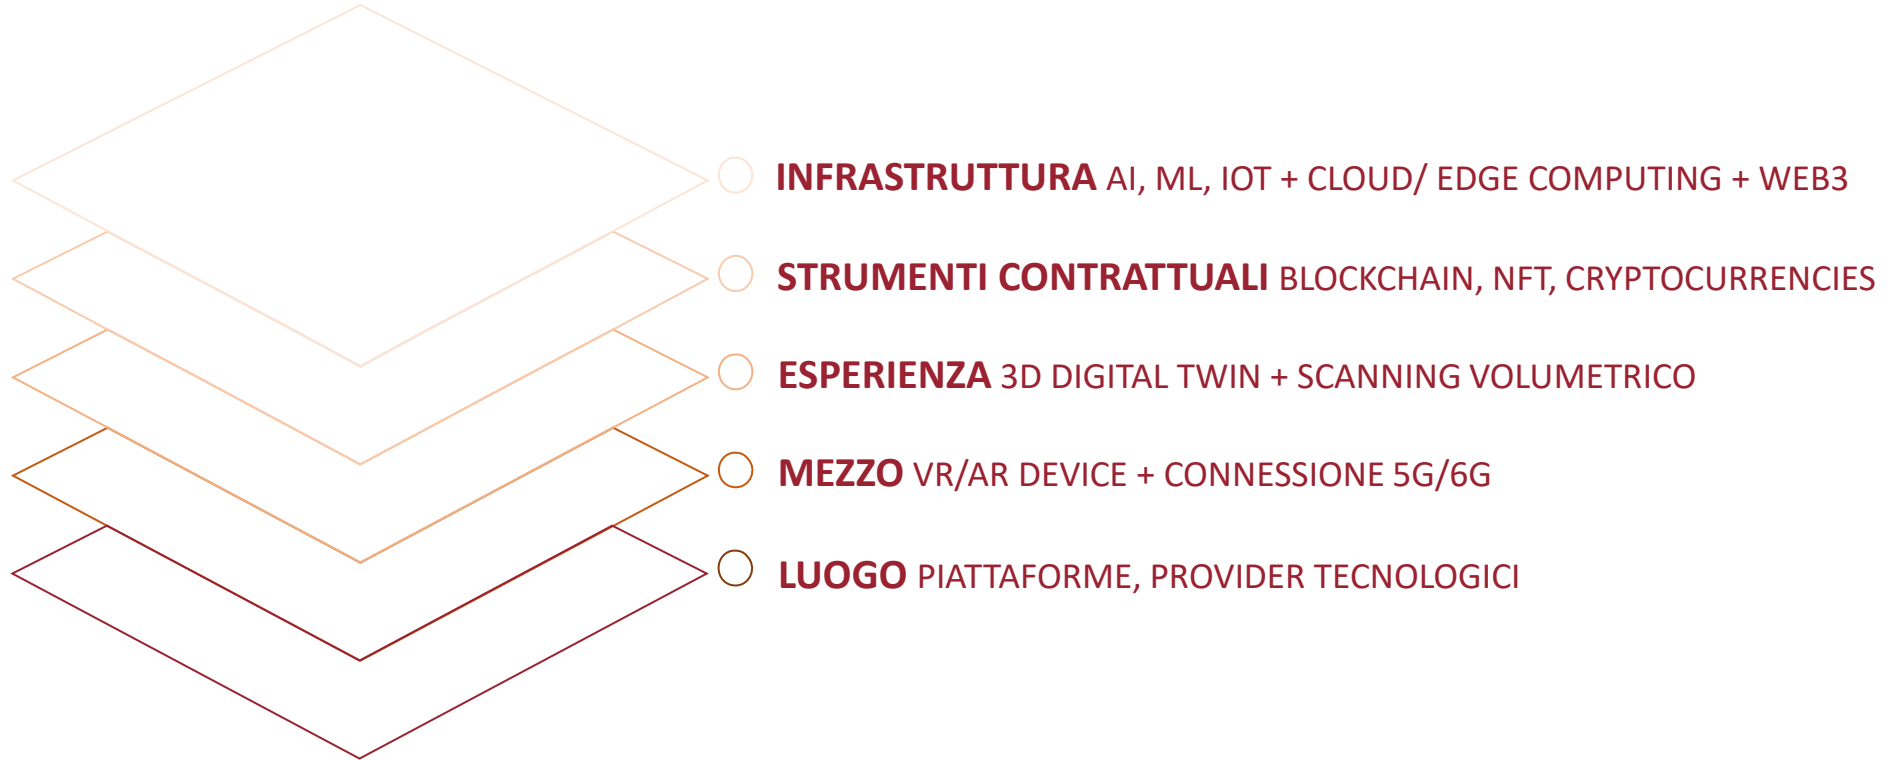 INFRASTRUTTURA AI, ML, IOT + CLOUD/ EDGE COMPUTING + WEB3
STRUMENTI CONTRATTUALI BLOCKCHAIN, NFT, CRYPTOCURRENCIES
ESPERIENZA 3D DIGITAL TWIN + SCANNING VOLUMETRICO
MEZZO VR/AR DEVICE + CONNESSIONE 5G/6G
LUOGO PIATTAFORME, PROVIDER TECNOLOGICI